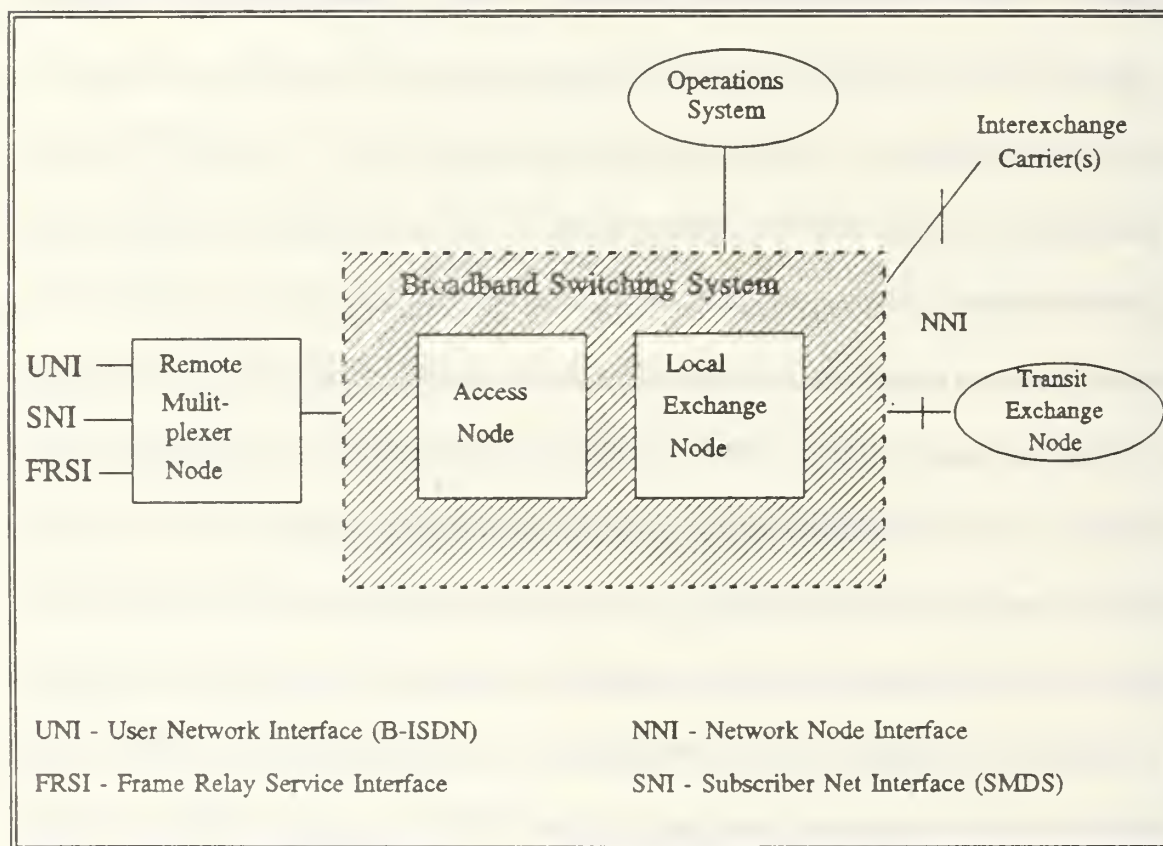 Operations
System
Interexchange
Carrier(s)
Broadband Switching System
NNI
UNI
SNI
FRSI
Remote
Mulit-
plexer
Node
Access
Node
Local
Exchange
Node
Transit
Exchange
Node
UNI - User Network Interface (B-ISDN)
NNI - Network Node Interface
FRSI - Frame Relay Service Interface
SNI - Subscriber Net Interface (SMDS)